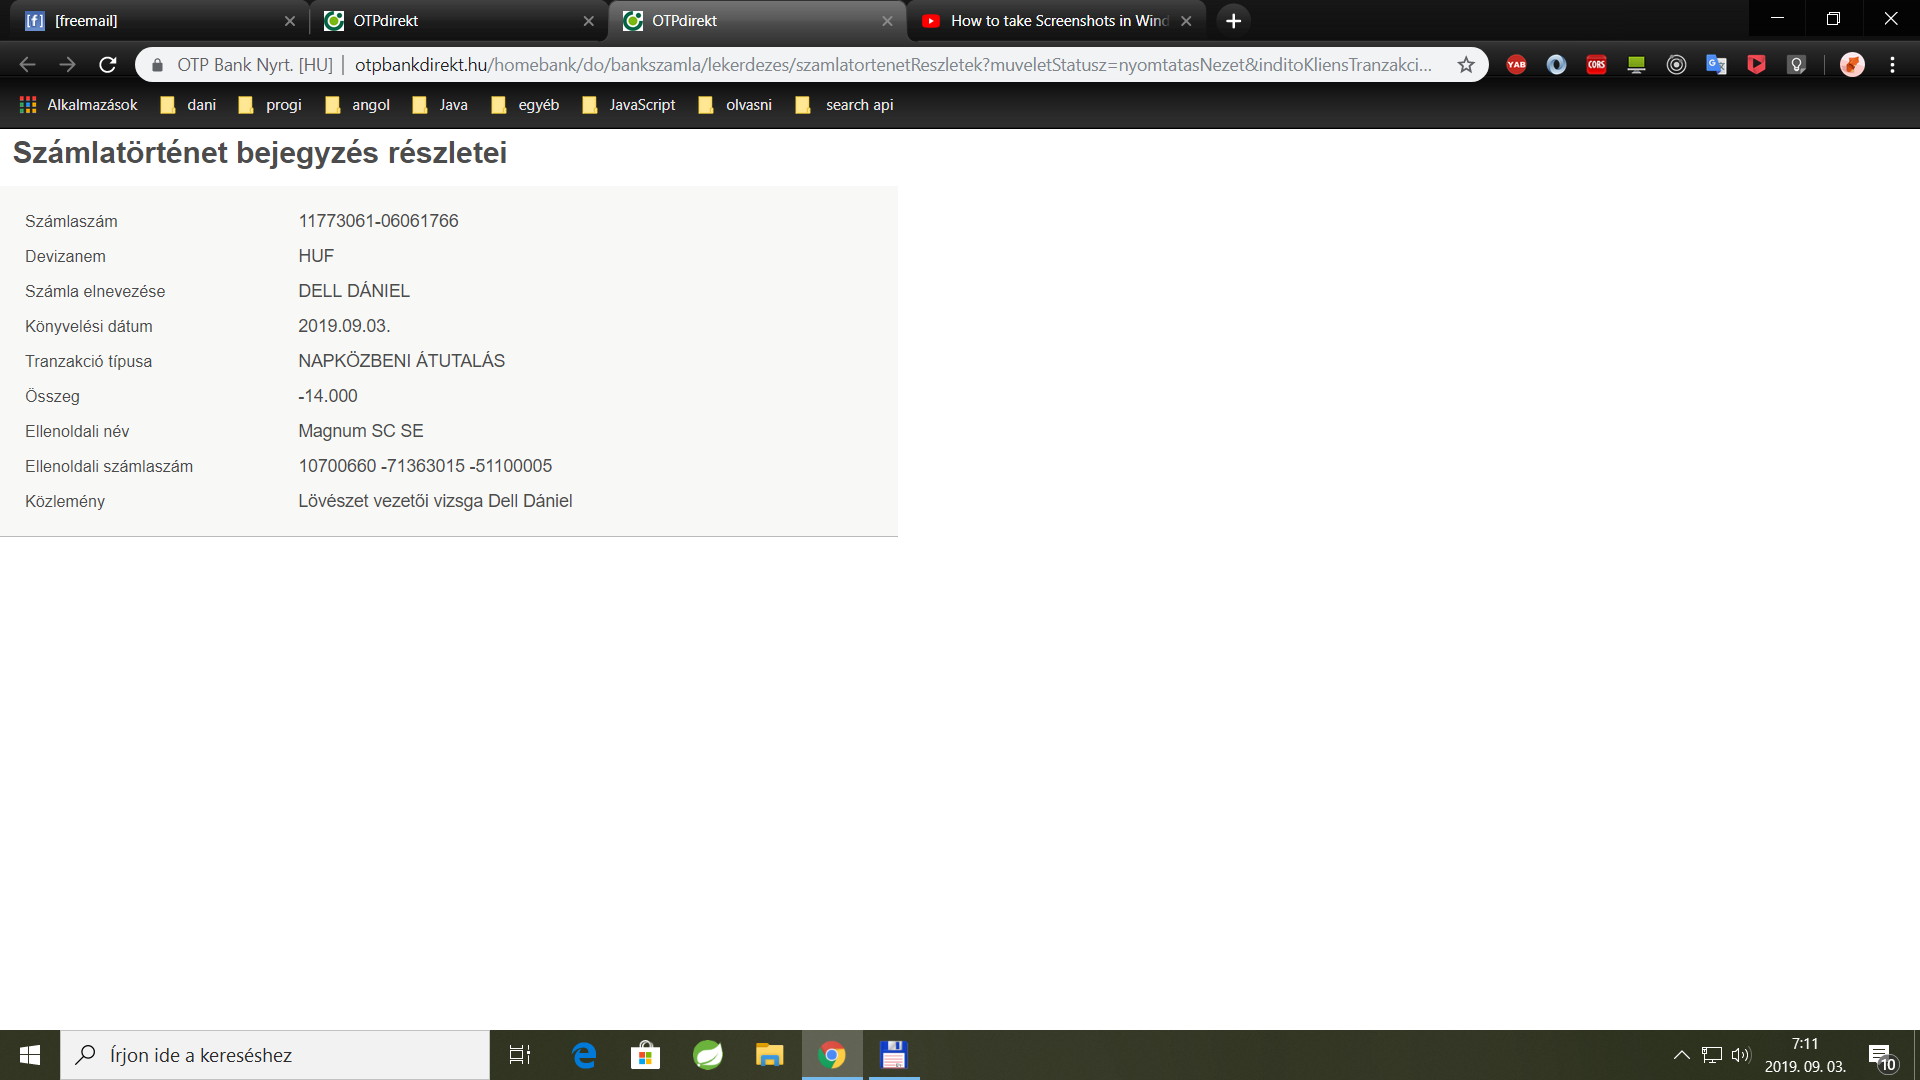 [freemail]
OTPdirekt
OTPdirekt
How to take Screenshots in Wind
OTP Bank Nyrt. [HU] | otpbankdirekt.hu/homebank/do/bankszamla/lekerdezes/szamlatortenetReszletek?muveletStatusz=nyomtatasNezet&inditoKliensTranzakci...
YAB
CORS
Alkalmazások
dani
progi
angol
Java
egyéb
JavaScript
olvasni
search api
Számlatörténet bejegyzés részletei
Számlaszám 11773061-06061766
Devizanem HUF
Számla elnevezése DELL DÁNIEL
Könyvelési dátum 2019.09.03.
Tranzakció típusa NAPKÖZBENI ÁTUTALÁS
Összeg -14.000
Ellenoldali név Magnum SC SE
Ellenoldali számlaszám 10700660 -71363015 -51100005
Közlemény Lövészet vezetői vizsga Dell Dániel
Írjon ide a kereséshez
7:11
2019. 09. 03.
10